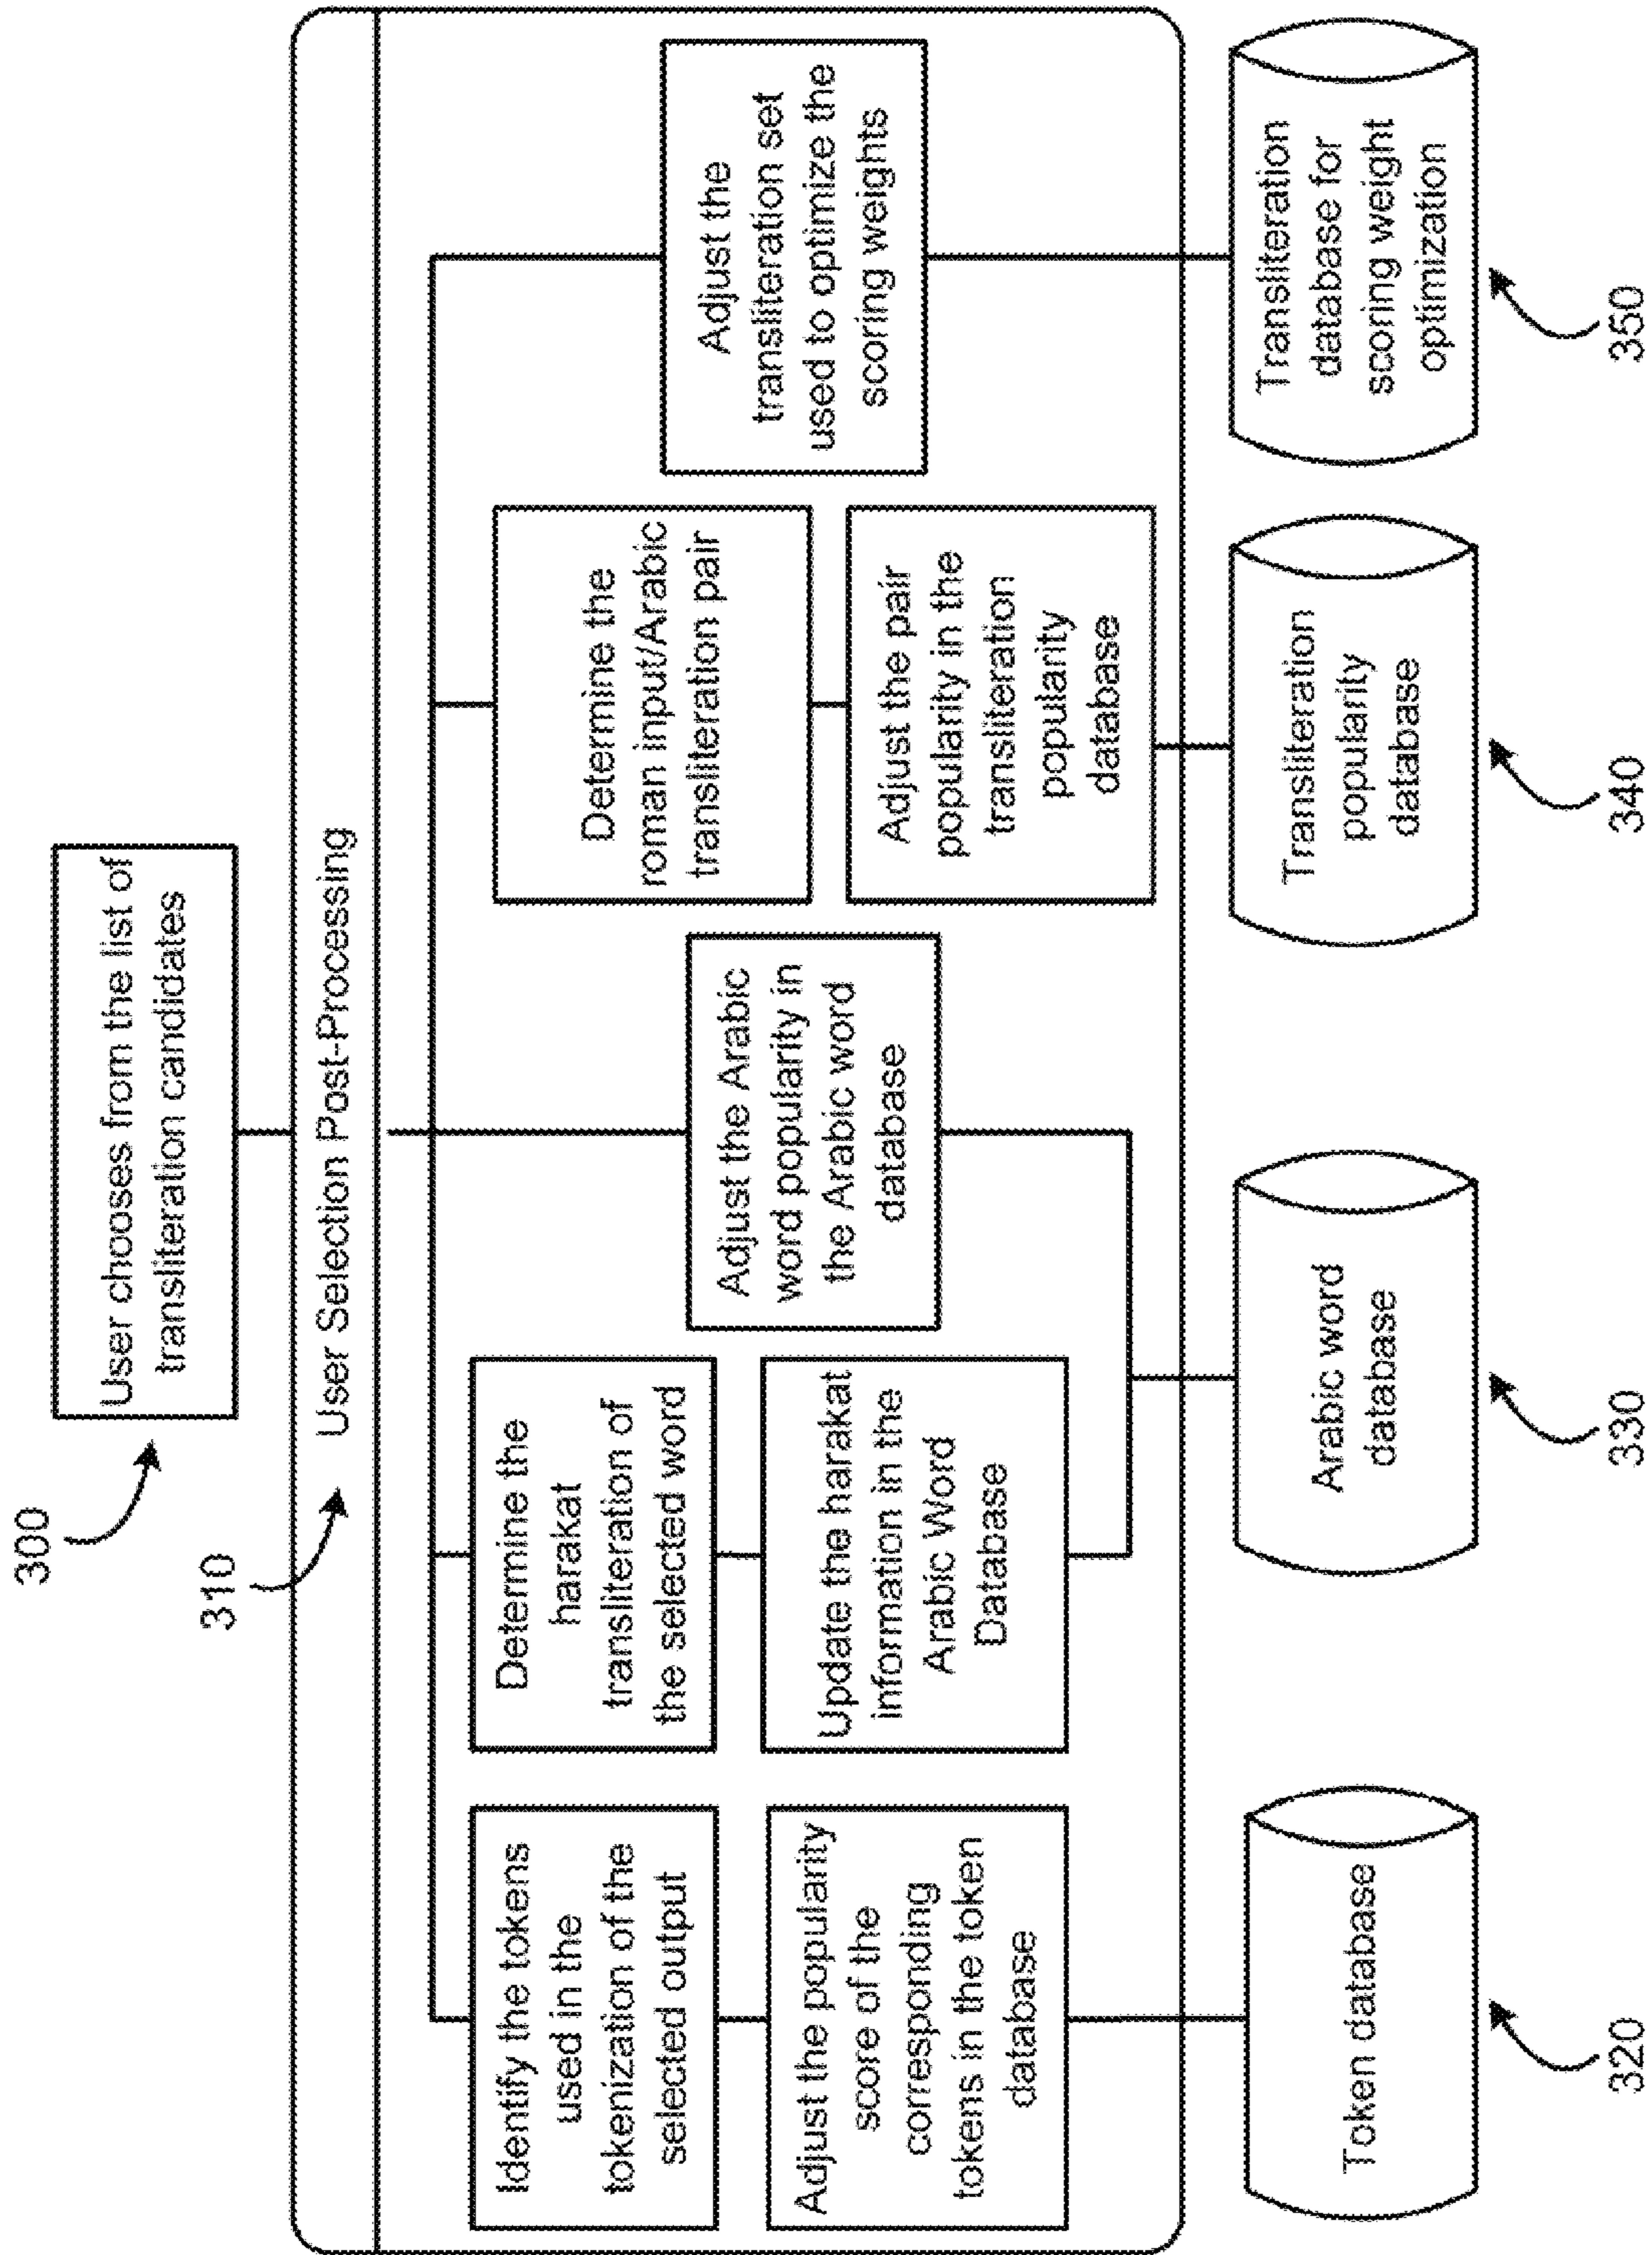 300
User chooses from the list of
transliteration candidates
310
User Selection Post-Processing
Identify the tokens
used in the
tokenization of the
selected output
Adjust the popularity
score of the
corresponding
tokens in the token
database
Determine the
harakat
transliteration of
the selected word
Update the harakat
information in the
Arabic Word
Database
Adjust the Arabic
word popularity in
the Arabic word
database
Determine the
roman input/Arabic
transliteration pair
Adjust the pair
popularity in the
transliteration
popularity
database
Adjust the
transliteration set
used to optimize the
scoring weights
Token database
320
Arabic word
database
330
Transliteration
popularity
database
340
Transliteration
database for
scoring weight
optimization
350